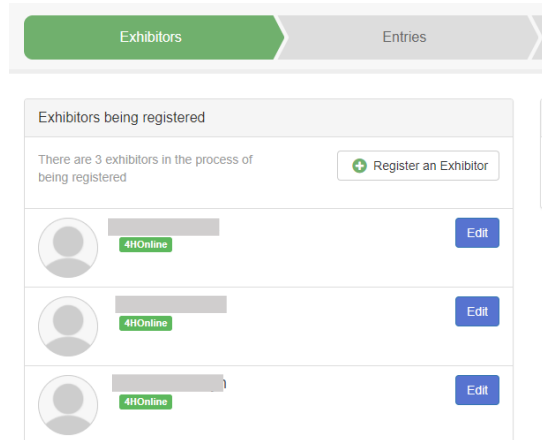 Exhibitors
Entries
Exhibitors being registered
There are 3 exhibitors in the process of
being registered
Register an Exhibitor
Edit
4HOnline
Edit
4HOnline
Edit
4HOnline